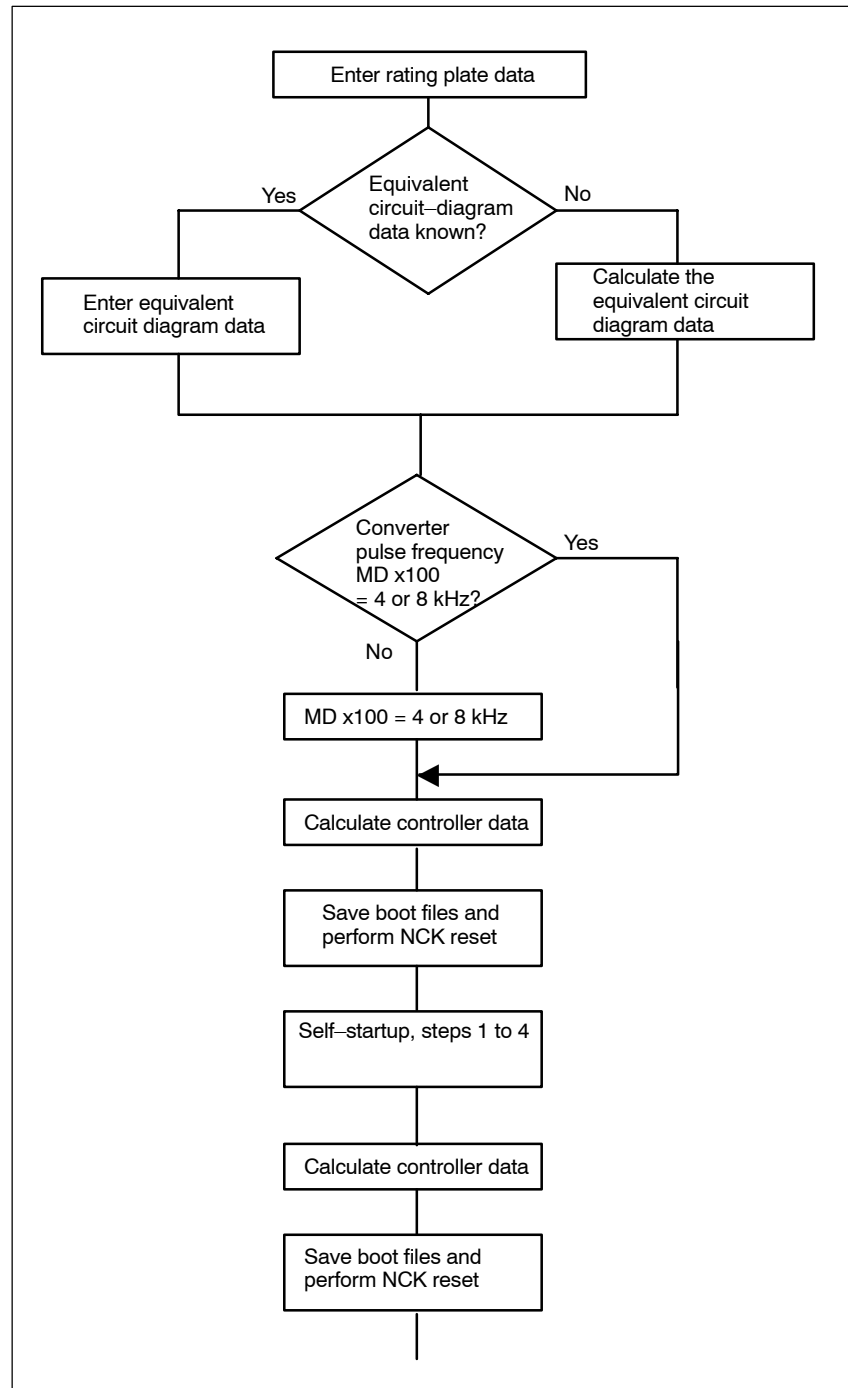 Enter rating plate data
Equivalent
circuit–diagram
data known?
Yes
No
Enter equivalent
circuit diagram data
Calculate the
equivalent circuit
diagram data
Converter
pulse frequency
MD x100
= 4 or 8 kHz?
Yes
No
MD x100 = 4 or 8 kHz
Calculate controller data
Save boot files and
perform NCK reset
Self–startup, steps 1 to 4
Calculate controller data
Save boot files and
perform NCK reset